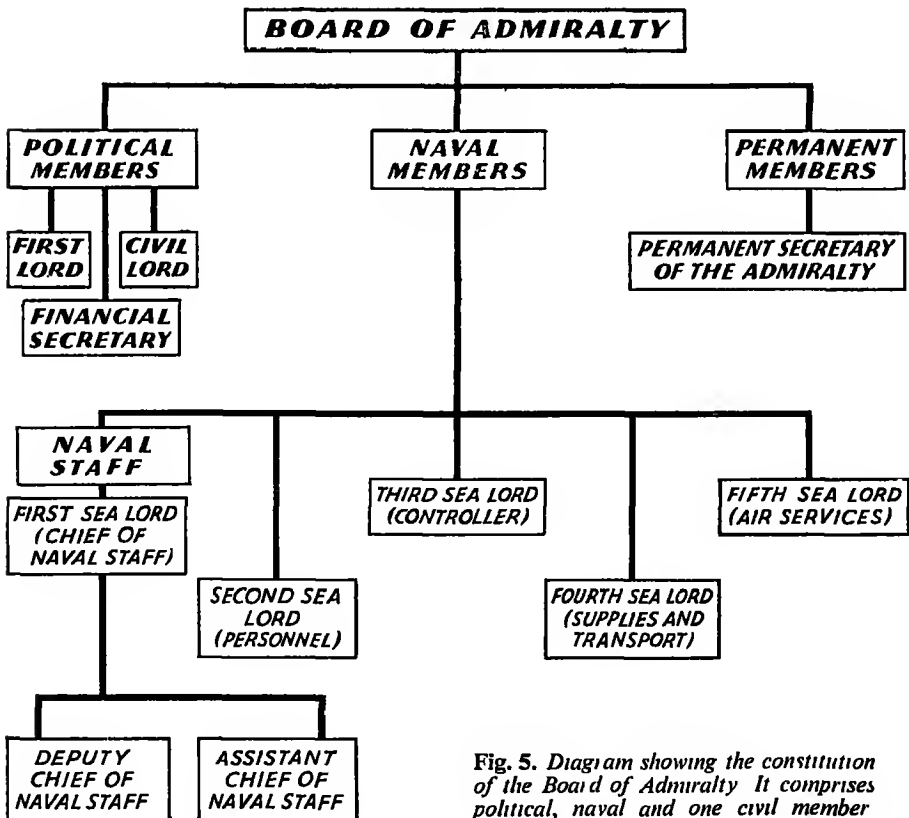 BOARD OF ADMIRALTY
POLITICAL
MEMBERS
NAVAL
MEMBERS
PERMANENT
MEMBERS
FIRST
LORD
CIVIL
LORD
PERMANENT SECRETARY
OF THE ADMIRALTY
FINANCIAL
SECRETARY
NAVAL
STAFF
FIRST SEA LORD
(CHIEF OF
NAVAL STAFF)
SECOND SEA
LORD
(PERSONNEL)
THIRD SEA LORD
(CONTROLLER)
FOURTH SEA LORD
(SUPPLIES AND
TRANSPORT)
FIFTH SEA LORD
(AIR SERVICES)
DEPUTY
CHIEF OF
NAVAL STAFF
ASSISTANT
CHIEF OF
NAVAL STAFF
Fig. 5. Diagram showing the constitution
of the Board of Admiralty It comprises
political, naval and one civil member